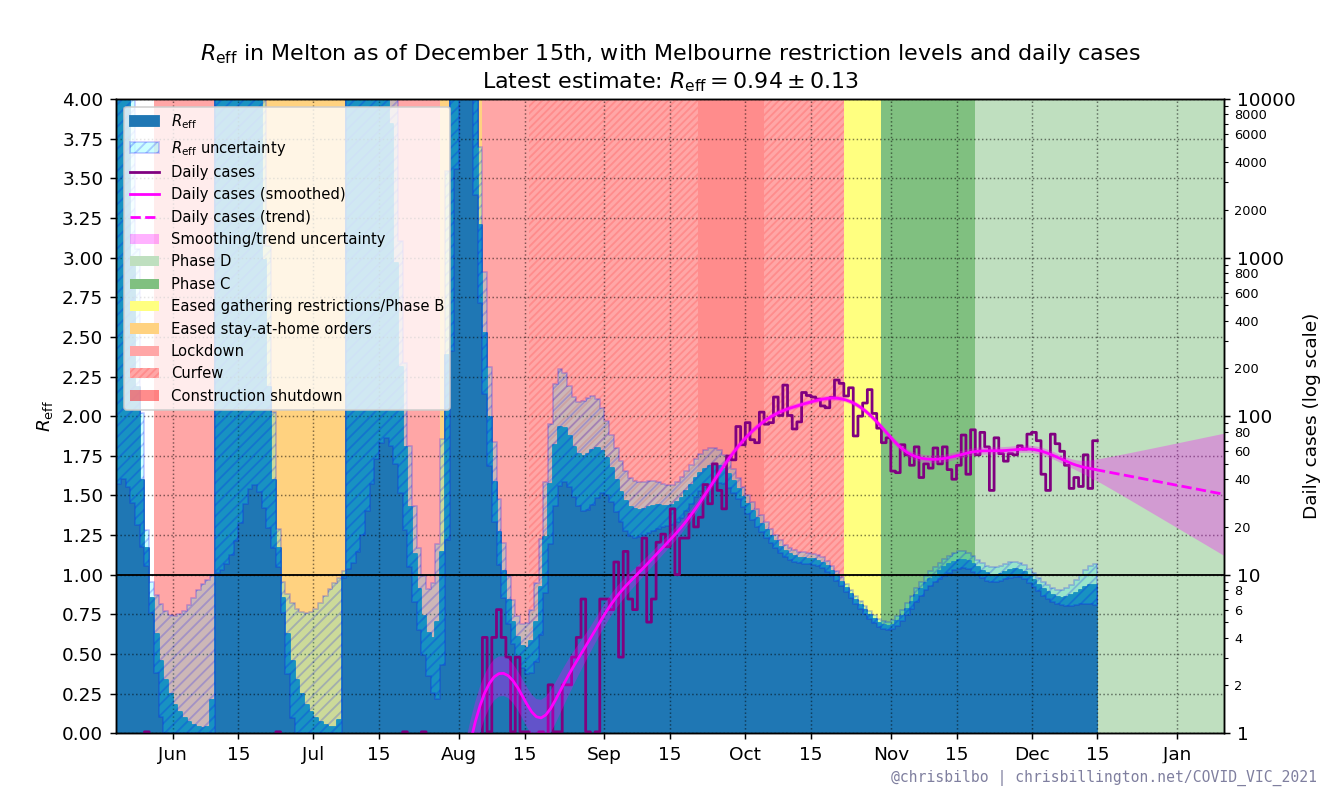 Reff in Melton as of December 15th, with Melbourne restriction levels and daily cases
Latest estimate: Reff = 0.94 ± 0.13
4.00
3.75
3.50
3.25
3.00
2.75
2.50
2.25
2.00
1.75
1.50
1.25
1.00
0.75
0.50
0.25
0.00
Reff
Reff
Reff uncertainty
Daily cases
Daily cases (smoothed)
Daily cases (trend)
Smoothing/trend uncertainty
Phase D
Phase C
Eased gathering restrictions/Phase B
Eased stay-at-home orders
Lockdown
Curfew
Construction shutdown
10000
8000
6000
4000
2000
1000
800
600
400
200
100
80
60
40
20
10
8
6
4
2
1
Daily cases (log scale)
Jun 15 Jul 15 Aug 15 Sep 15 Oct 15 Nov 15 Dec 15 Jan
@chrisbilbo | chrisbillington.net/COVID_VIC_2021